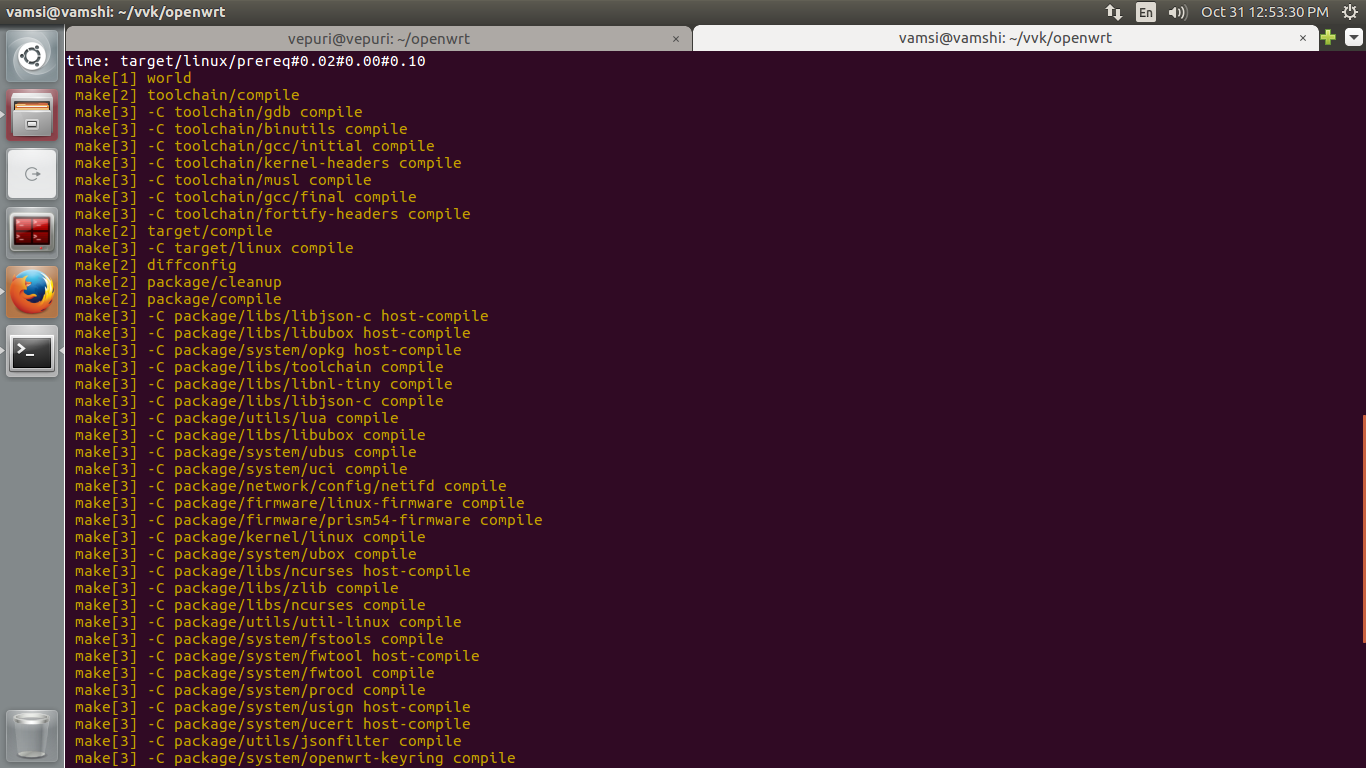 vamsi@vamshi: ~/vvk/openwrt
En
Oct 31 12:53:30 PM
vepuri@vepuri: ~/openwrt
×
vamsi@vamshi: ~/vvk/openwrt
×
time: target/linux/prereq#0.02#0.00#0.10
make[1] world
make[2] toolchain/compile
make[3] -C toolchain/gdb compile
make[3] -C toolchain/binutils compile
make[3] -C toolchain/gcc/initial compile
make[3] -C toolchain/kernel-headers compile
make[3] -C toolchain/musl compile
make[3] -C toolchain/gcc/final compile
make[3] -C toolchain/fortify-headers compile
make[2] target/compile
make[3] -C target/linux compile
make[2] diffconfig
make[2] package/cleanup
make[2] package/compile
make[3] -C package/libs/libjson-c host-compile
make[3] -C package/libs/libubox host-compile
make[3] -C package/system/opkg host-compile
make[3] -C package/libs/toolchain compile
make[3] -C package/libs/libnl-tiny compile
make[3] -C package/libs/libjson-c compile
make[3] -C package/utils/lua compile
make[3] -C package/libs/libubox compile
make[3] -C package/system/ubus compile
make[3] -C package/system/uci compile
make[3] -C package/network/config/netifd compile
make[3] -C package/firmware/linux-firmware compile
make[3] -C package/firmware/prism54-firmware compile
make[3] -C package/kernel/linux compile
make[3] -C package/system/ubox compile
make[3] -C package/libs/ncurses host-compile
make[3] -C package/libs/zlib compile
make[3] -C package/libs/ncurses compile
make[3] -C package/utils/util-linux compile
make[3] -C package/system/fstools compile
make[3] -C package/system/fwtool host-compile
make[3] -C package/system/fwtool compile
make[3] -C package/system/procd compile
make[3] -C package/system/usign host-compile
make[3] -C package/system/ucert host-compile
make[3] -C package/utils/jsonfilter compile
make[3] -C package/system/openwrt-keyring compile